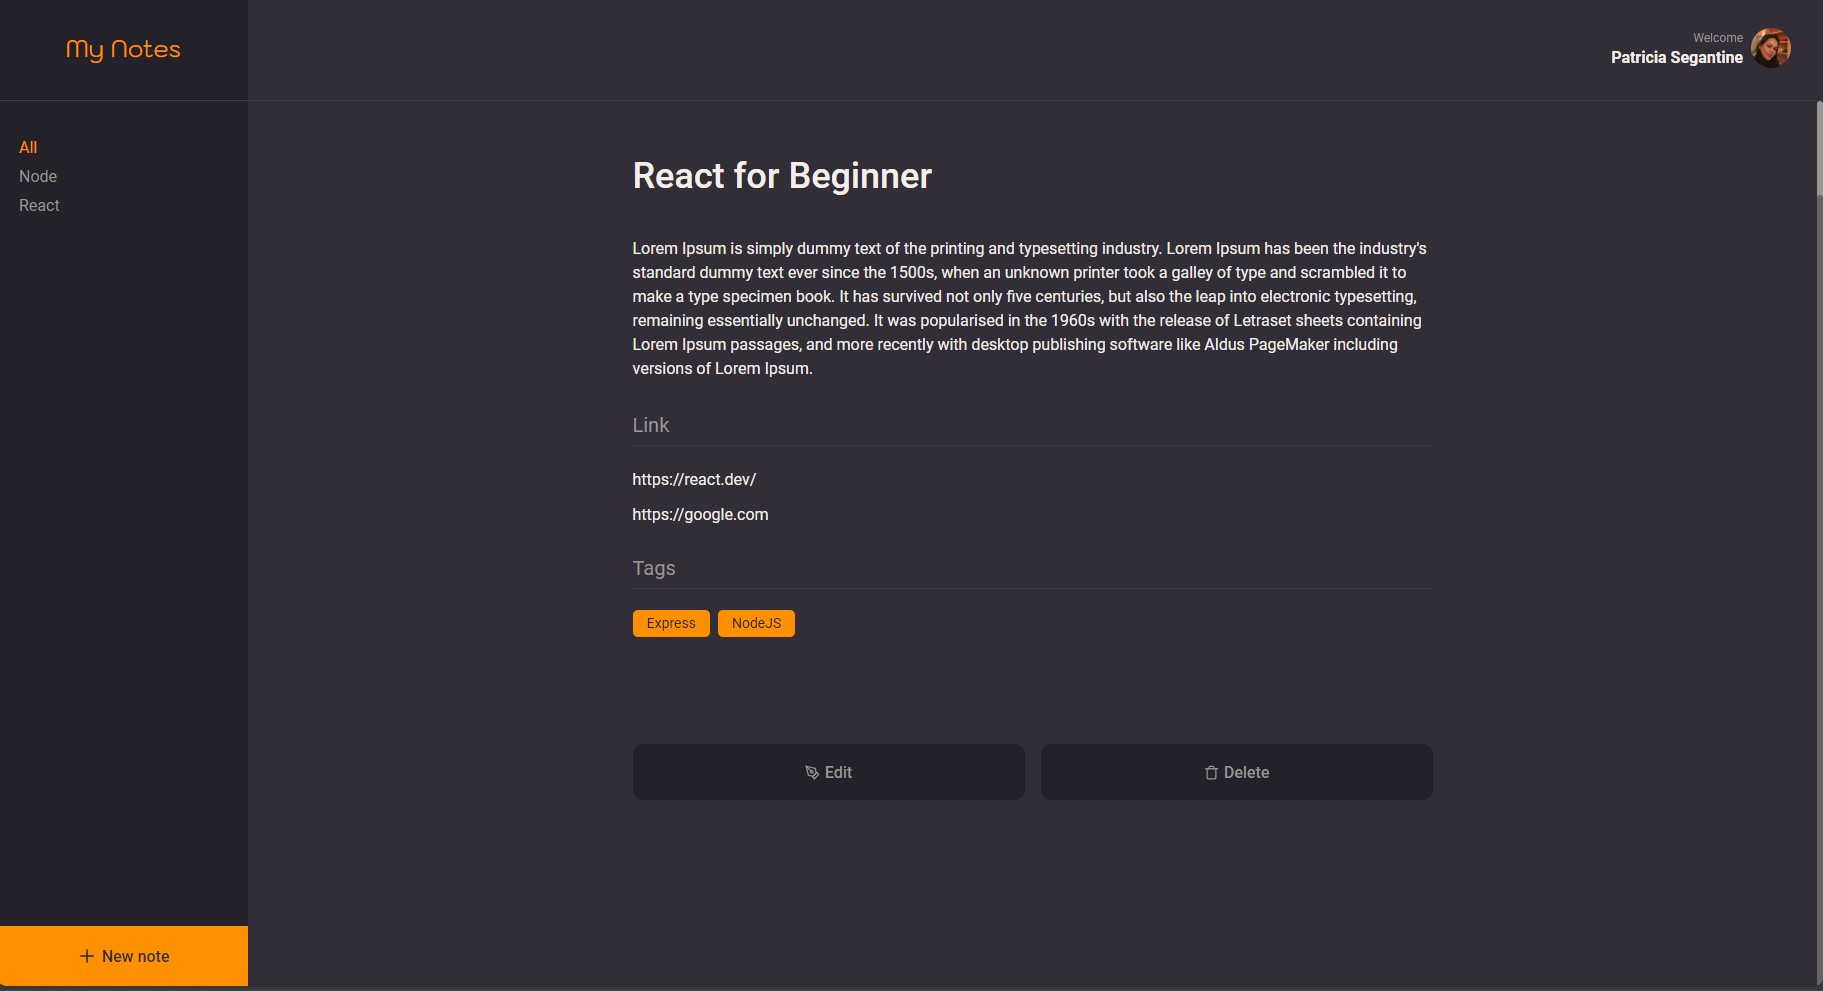 My Notes
Welcome
Patricia Segantine
All
Node
React
React for Beginner
Lorem Ipsum is simply dummy text of the printing and typesetting industry. Lorem Ipsum has been the industry's
standard dummy text ever since the 1500s, when an unknown printer took a galley of type and scrambled it to
make a type specimen book. It has survived not only five centuries, but also the leap into electronic typesetting,
remaining essentially unchanged. It was popularised in the 1960s with the release of Letraset sheets containing
Lorem Ipsum passages, and more recently with desktop publishing software like Aldus PageMaker including
versions of Lorem Ipsum.
Link
https://react.dev/
https://google.com
Tags
Express NodeJS
Edit Delete
New note